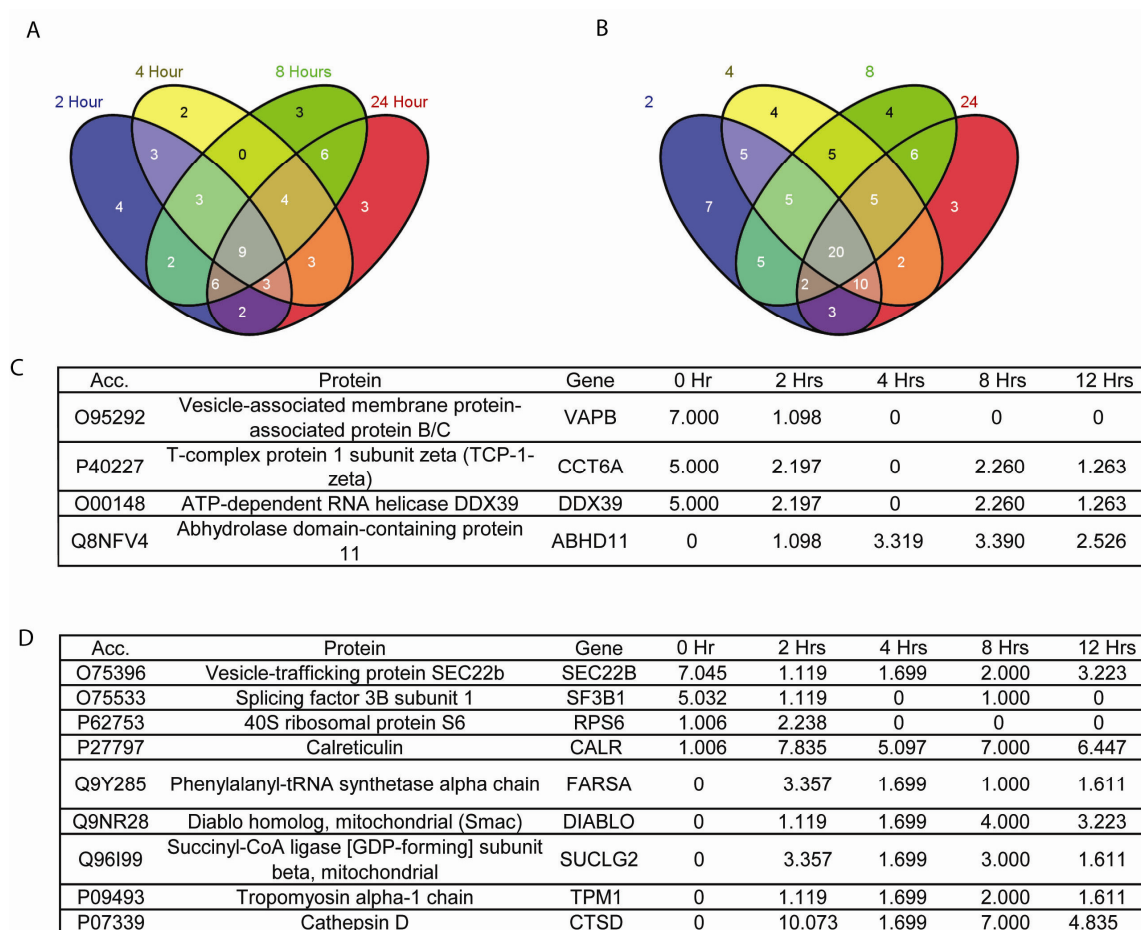 A
B
4 Hour 8 Hours
2 Hour 24 Hour
2 3
3 0 6
4 3 4 3
9
2 3
6 3
2
4 8
2 24
4 4
5 5 6
7 5 5 3
20
5 2
2 10
3
C
Acc. Protein Gene 0 Hr 2 Hrs 4 Hrs 8 Hrs 12 Hrs
O95292 Vesicle-associated membrane protein-associated protein B/C VAPB 7.000 1.098 0 0 0
P40227 T-complex protein 1 subunit zeta (TCP-1-zeta) CCT6A 5.000 2.197 0 2.260 1.263
O00148 ATP-dependent RNA helicase DDX39 DDX39 5.000 2.197 0 2.260 1.263
Q8NFV4 Abhydrolase domain-containing protein 11 ABHD11 0 1.098 3.319 3.390 2.526
D
Acc. Protein Gene 0 Hr 2 Hrs 4 Hrs 8 Hrs 12 Hrs
O75396 Vesicle-trafficking protein SEC22b SEC22B 7.045 1.119 1.699 2.000 3.223
O75533 Splicing factor 3B subunit 1 SF3B1 5.032 1.119 0 1.000 0
P62753 40S ribosomal protein S6 RPS6 1.006 2.238 0 0 0
P27797 Calreticulin CALR 1.006 7.835 5.097 7.000 6.447
Q9Y285 Phenylalanyl-tRNA synthetase alpha chain FARSA 0 3.357 1.699 1.000 1.611
Q9NR28 Diablo homolog, mitochondrial (Smac) DIABLO 0 1.119 1.699 4.000 3.223
Q96I99 Succinyl-CoA ligase [GDP-forming] subunit beta, mitochondrial SUCLG2 0 3.357 1.699 3.000 1.611
P09493 Tropomyosin alpha-1 chain TPM1 0 1.119 1.699 2.000 1.611
P07339 Cathepsin D CTSD 0 10.073 1.699 7.000 4.835